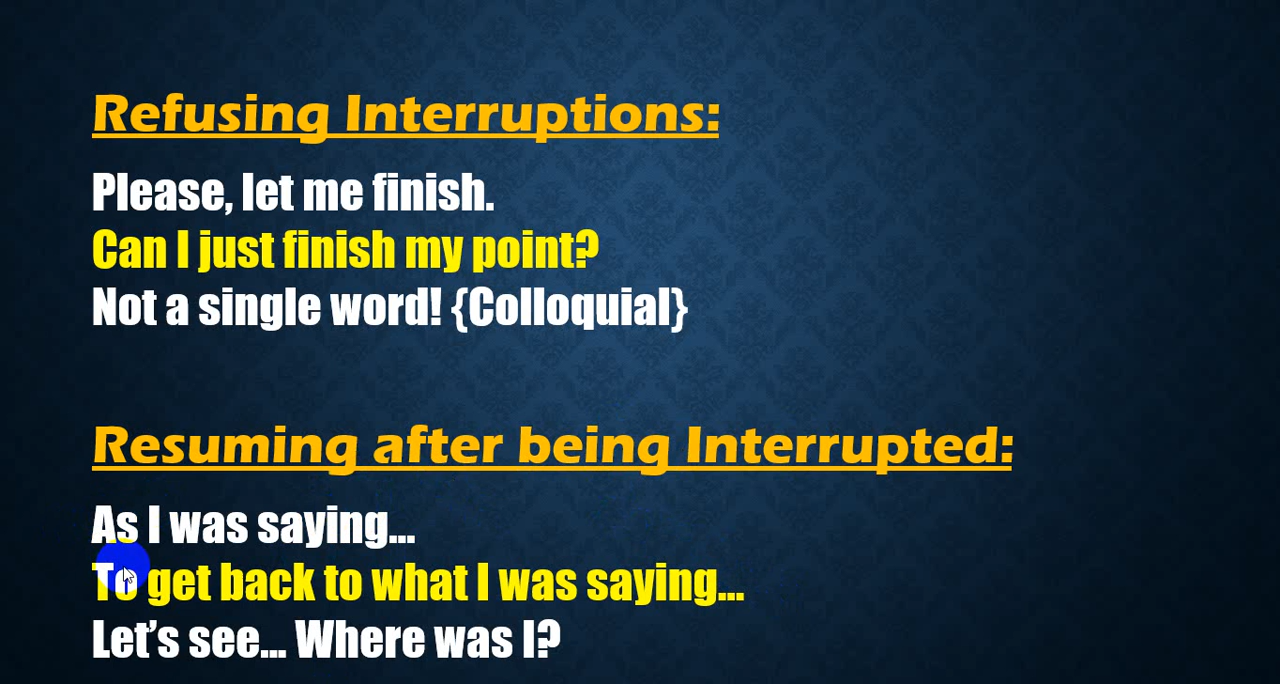 Refusing Interruptions:
Please, let me finish.
Can I just finish my point?
Not a single word! {Colloquial}
Resuming after being Interrupted:
As I was saying...
To get back to what I was saying...
Let’s see... Where was I?